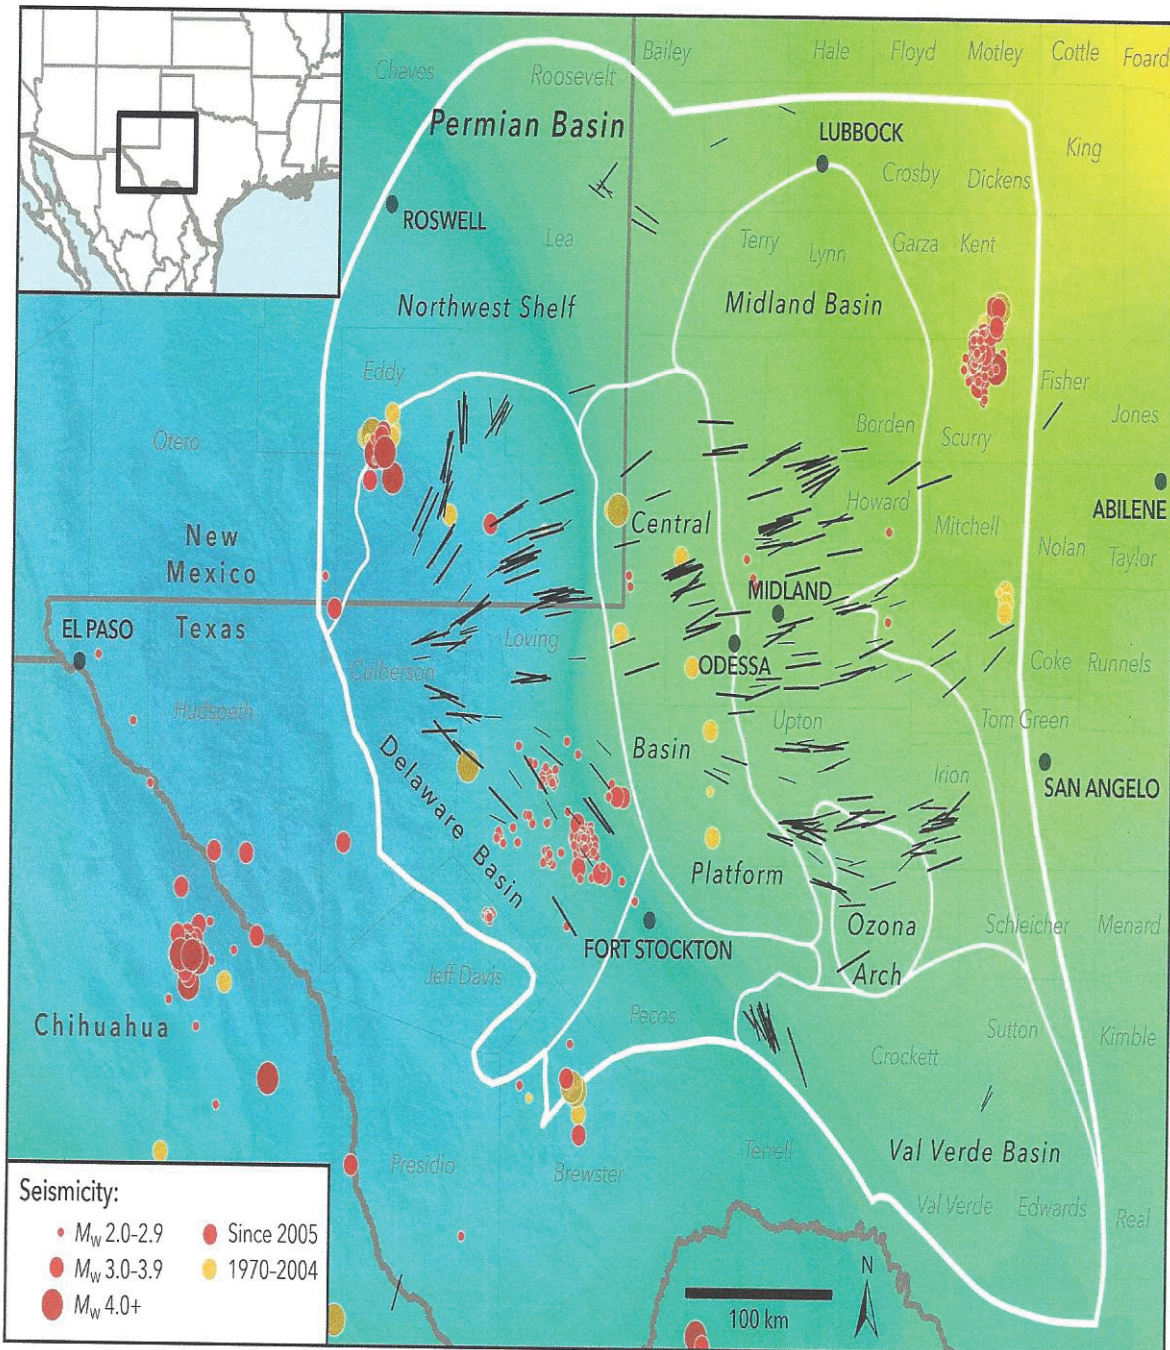 Bailey
Hale
Floyd
Motley
Cottle
Foard
Chaves
Roosevelt
Permian Basin
LUBBOCK
King
Crosby
Dickens
ROSWELL
Lea
Terry
Lynn
Garza
Kent
Northwest Shelf
Midland Basin
Eddy
Fisher
Jones
Otero
Borden
Scurry
ABILENE
Howard
Central
Mitchell
New
Mexico
Nolan
Taylor
MIDLAND
EL PASO
Texas
Loving
ODESSA
Culberson
Coke
Runnels
Hudspeth
Upton
Tom Green
Basin
Irion
SAN ANGELO
Delaware Basin
Platform
Ozona
Schleicher
Menard
FORT STOCKTON
Jeff Davis
Arch
Chihuahua
Pecos
Sutton
Kimble
Crockett
Presidio
Brewster
Terrell
Val Verde Basin
Val Verde
Edwards
Real
Seismicity:
Mw 2.0-2.9
Since 2005
Mw 3.0-3.9
1970-2004
Mw 4.0+
N
100 km